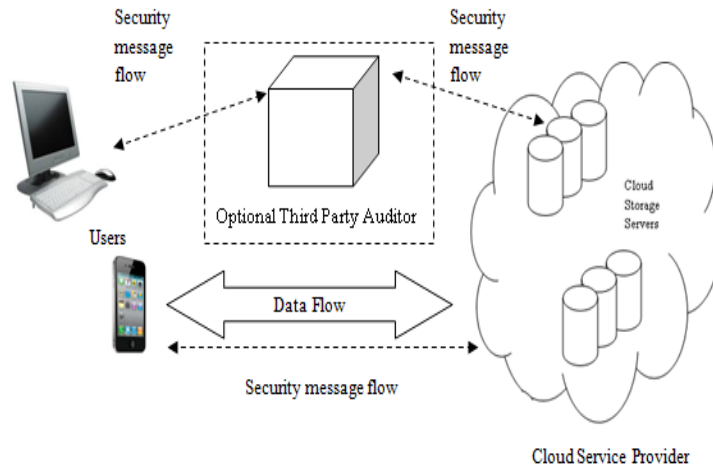 Security
message
flow
Security
message
flow
Cloud
Storage
Servers
Optional Third Party Auditor
Users
Data Flow
Security message flow
Cloud Service Provider